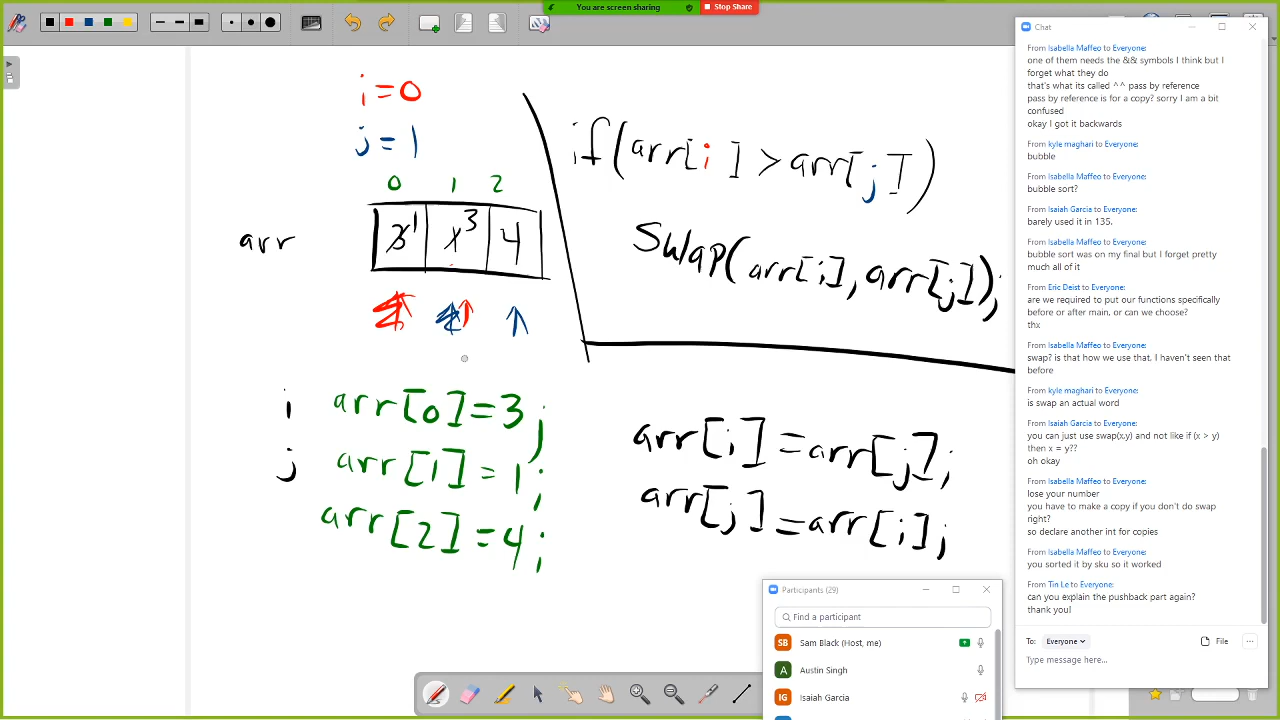 You are screen sharing
Stop Share
i=0
j=1
0 1 2
arr
3 1
1 3
4
if(arr[i]>arr[j])
Swap(arr[i],arr[j]);
i arr[0]=3;
j arr[1]=1;
arr[2]=4;
arr[i]=arr[j];
arr[j]=arr[i];
Chat
From Isabella Maffeo to Everyone:
one of them needs the && symbols I think but I
forget what they do
that's what its called ^^ pass by reference
pass by reference is for a copy? sorry I am a bit
confused
okay I got it backwards
From kyle maghari to Everyone:
bubble
From Isabella Maffeo to Everyone:
bubble sort?
From Isaiah Garcia to Everyone:
barely used it in 135.
From Isabella Maffeo to Everyone:
bubble sort was on my final but I forget pretty
much all of it
From Eric Deist to Everyone:
are we required to put our functions specifically
before or after main, or can we choose?
thx
From Isabella Maffeo to Everyone:
swap? is that how we use that, I haven't seen that
before
From kyle maghari to Everyone:
is swap an actual word
From Isaiah Garcia to Everyone:
you can just use swap(x,y) and not like if (x > y)
then x = y??
oh okay
From Isabella Maffeo to Everyone:
lose your number
you have to make a copy if you don't do swap
right?
so declare another int for copies
From Isabella Maffeo to Everyone:
you sorted it by sku so it worked
From Tin Le to Everyone:
can you explain the pushback part again?
thank you!
To: Everyone
File
Type message here...
Participants (29)
Find a participant
SB Sam Black (Host, me)
A Austin Singh
IG Isaiah Garcia